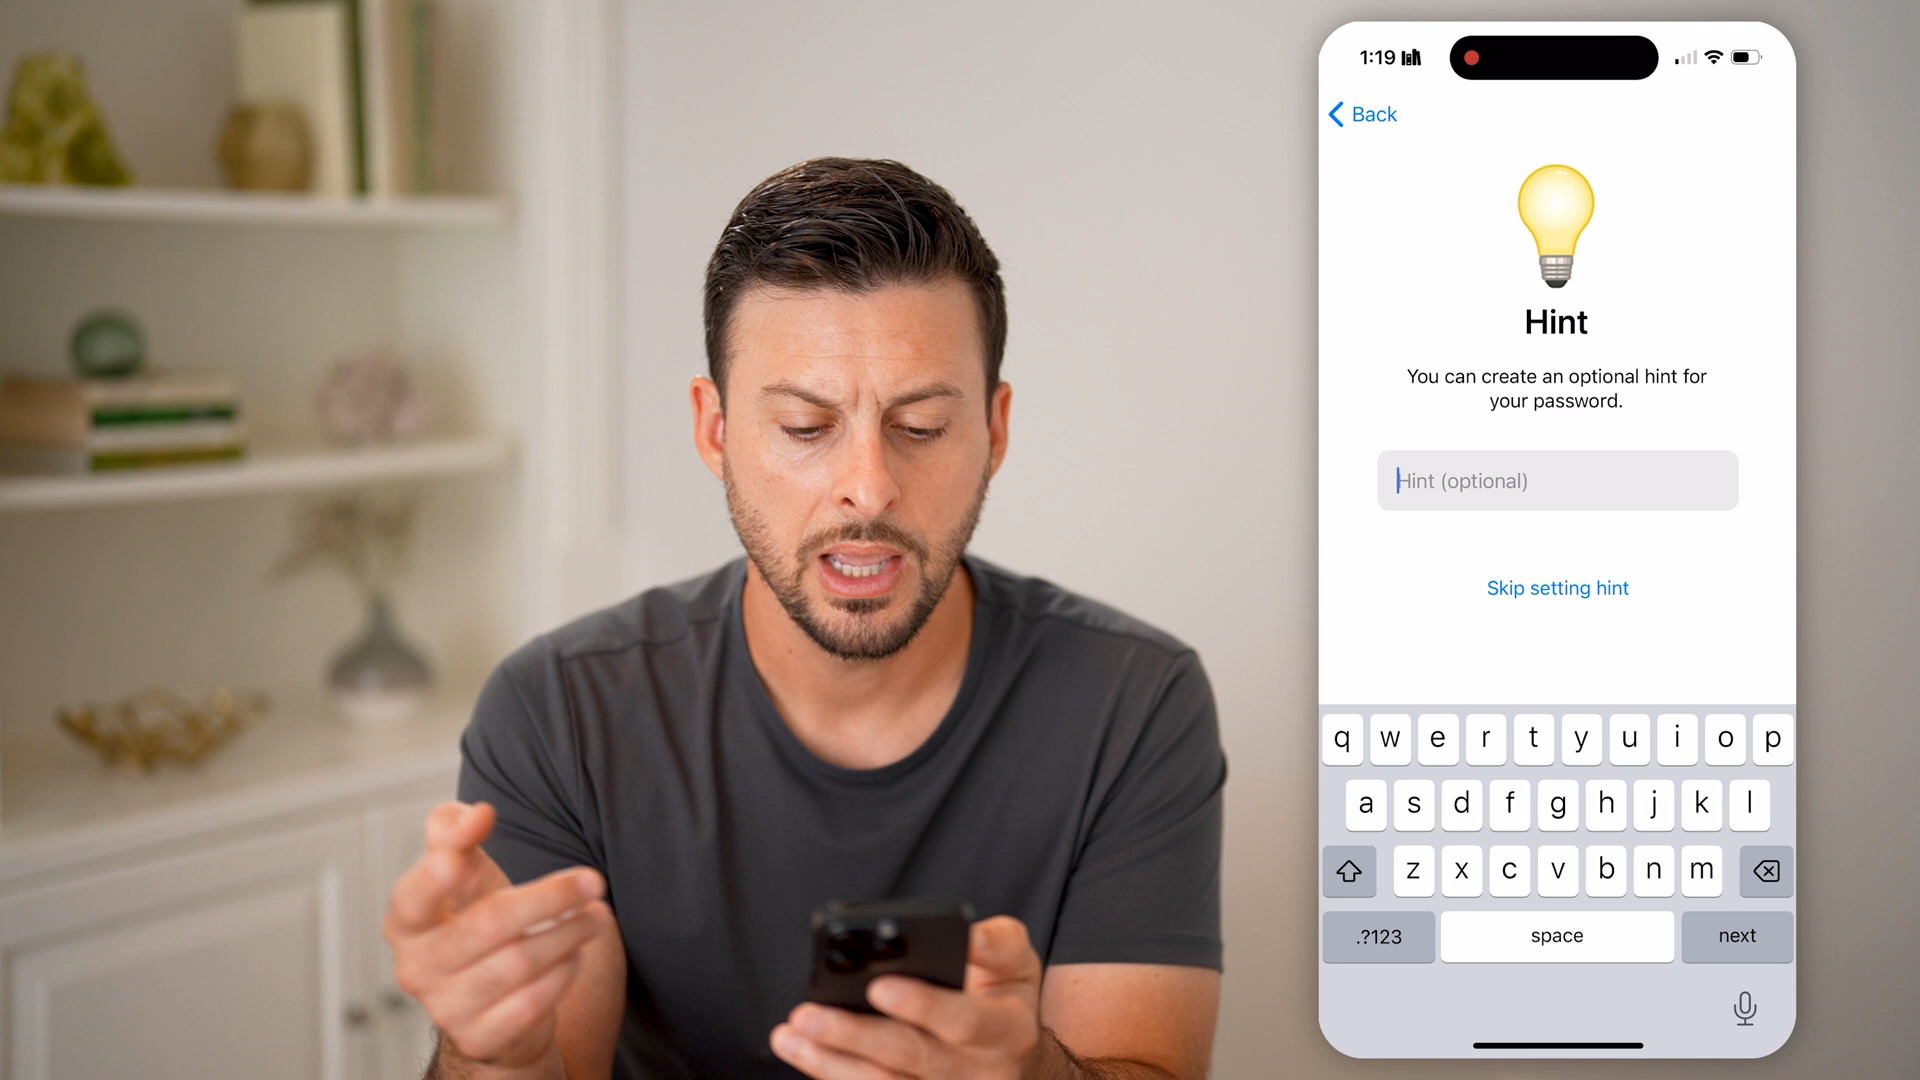 1:19
Back
Hint
You can create an optional hint for
your password.
Hint (optional)
Skip setting hint
q w e r t y u i o p
a s d f g h j k l
z x c v b n m
.?123 space next